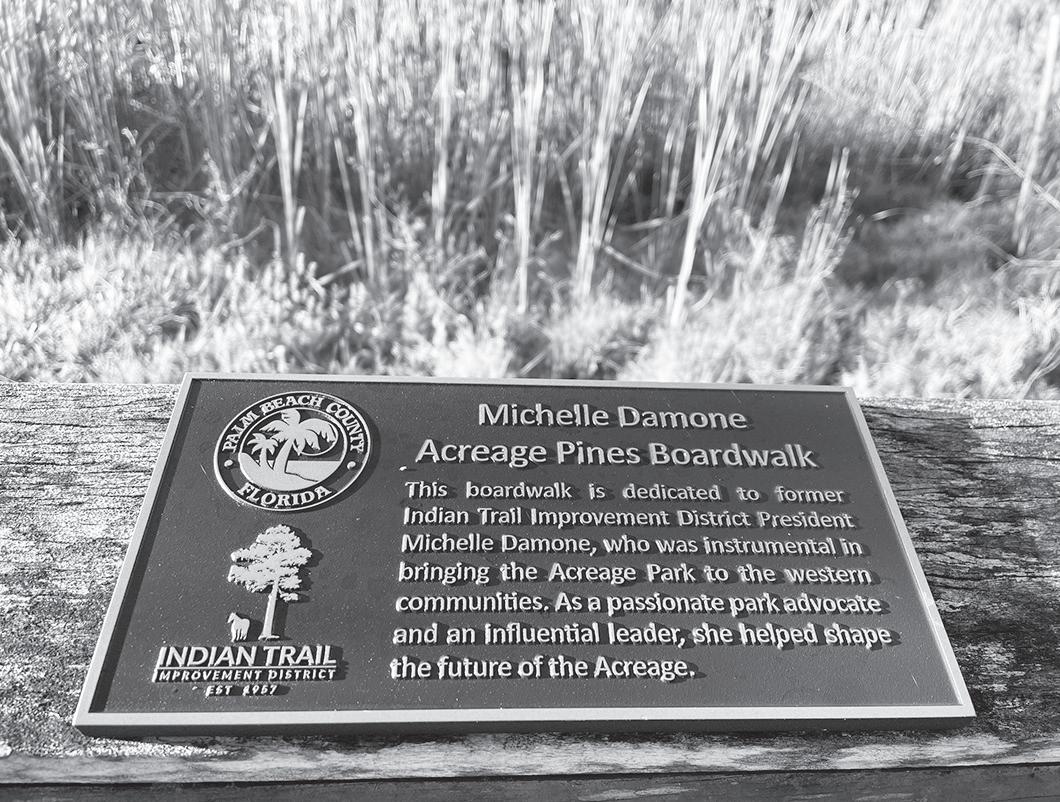 PALM BEACH COUNTY
FLORIDA
INDIAN TRAIL
IMPROVEMENT DISTRICT
EST 1957
Michelle Damone
Acreage Pines Boardwalk
This boardwalk is dedicated to former
Indian Trail Improvement District President
Michelle Damone, who was instrumental in
bringing the Acreage Park to the western
communities. As a passionate park advocate
and an influential leader, she helped shape
the future of the Acreage.